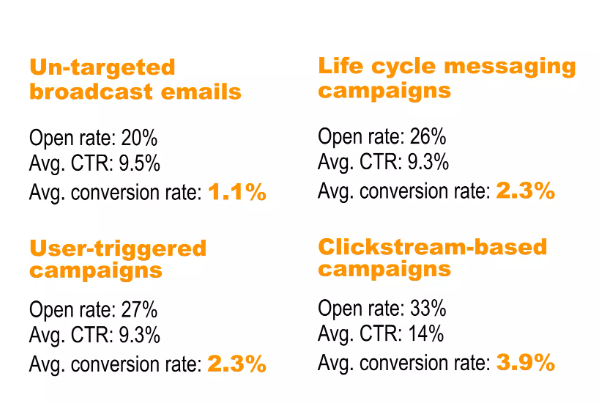 Un-targeted
broadcast emails
Open rate: 20%
Avg. CTR: 9.5%
Avg. conversion rate: 1.1%
Life cycle messaging
campaigns
Open rate: 26%
Avg. CTR: 9.3%
Avg. conversion rate: 2.3%
User-triggered
campaigns
Open rate: 27%
Avg. CTR: 9.3%
Avg. conversion rate: 2.3%
Clickstream-based
campaigns
Open rate: 33%
Avg. CTR: 14%
Avg. conversion rate: 3.9%